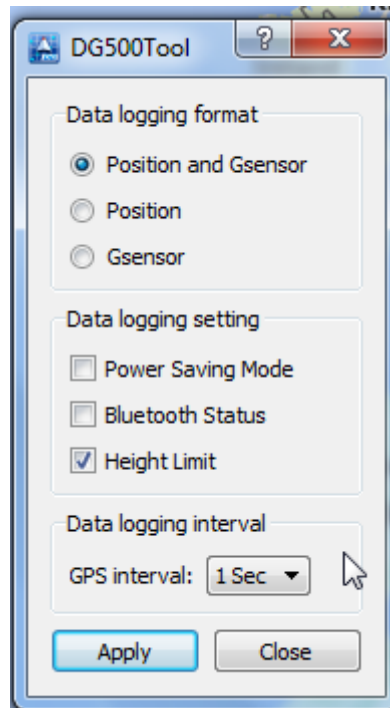 DG500Tool
Data logging format
Position and Gsensor
Position
Gsensor
Data logging setting
Power Saving Mode
Bluetooth Status
Height Limit
Data logging interval
GPS interval: 1 Sec
Apply Close